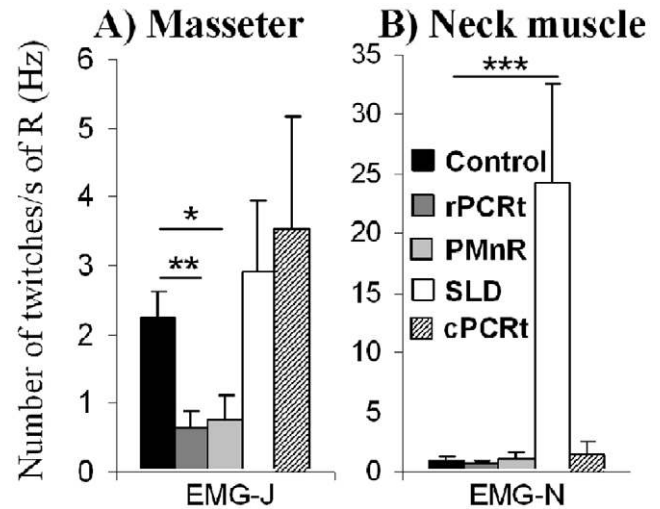 A) Masseter
B) Neck muscle
Number of twitches/s of R (Hz)
6
5
4
3
2
1
0
*
**
EMG-J
35
30
25
20
15
10
5
0
***
Control
rPCRt
PMnR
SLD
cPCRt
EMG-N